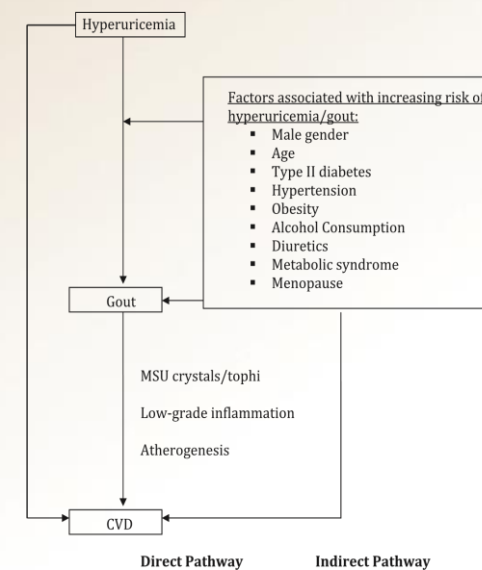 Hyperuricemia
Factors associated with increasing risk of
hyperuricemia/gout:
▪ Male gender
▪ Age
▪ Type II diabetes
▪ Hypertension
▪ Obesity
▪ Alcohol Consumption
▪ Diuretics
▪ Metabolic syndrome
▪ Menopause
Gout
MSU crystals/tophi
Low-grade inflammation
Atherogenesis
CVD
Direct Pathway Indirect Pathway